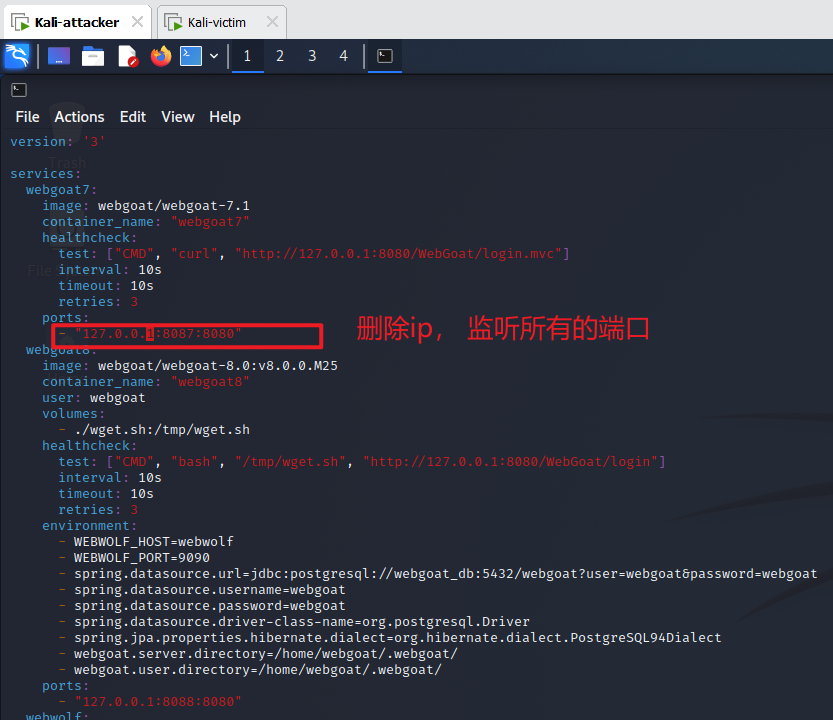 Kali-attacker
Kali-victim
1 2 3 4
File Actions Edit View Help
version: '3'
Trash
services:
webgoat7:
image: webgoat/webgoat-7.1
container_name: "webgoat7"
healthcheck:
test: ["CMD", "curl", "http://127.0.0.1:8080/WebGoat/login.mvc"]
File
interval: 10s
timeout: 10s
retries: 3
ports:
- "127.0.0.1:8087:8080"
删除ip， 监听所有的端口
webgoat8:
image: webgoat/webgoat-8.0:v8.0.0.M25
container_name: "webgoat8"
user: webgoat
volumes:
- ./wget.sh:/tmp/wget.sh
healthcheck:
test: ["CMD", "bash", "/tmp/wget.sh", "http://127.0.0.1:8080/WebGoat/login"]
interval: 10s
timeout: 10s
retries: 3
environment:
- WEBWOLF_HOST=webwolf
- WEBWOLF_PORT=9090
- spring.datasource.url=jdbc:postgresql://webgoat_db:5432/webgoat?user=webgoat&password=webgoat
- spring.datasource.username=webgoat
- spring.datasource.password=webgoat
- spring.datasource.driver-class-name=org.postgresql.Driver
- spring.jpa.properties.hibernate.dialect=org.hibernate.dialect.PostgreSQL94Dialect
- webgoat.server.directory=/home/webgoat/.webgoat/
- webgoat.user.directory=/home/webgoat/.webgoat/
ports:
- "127.0.0.1:8088:8080"
webwolf: